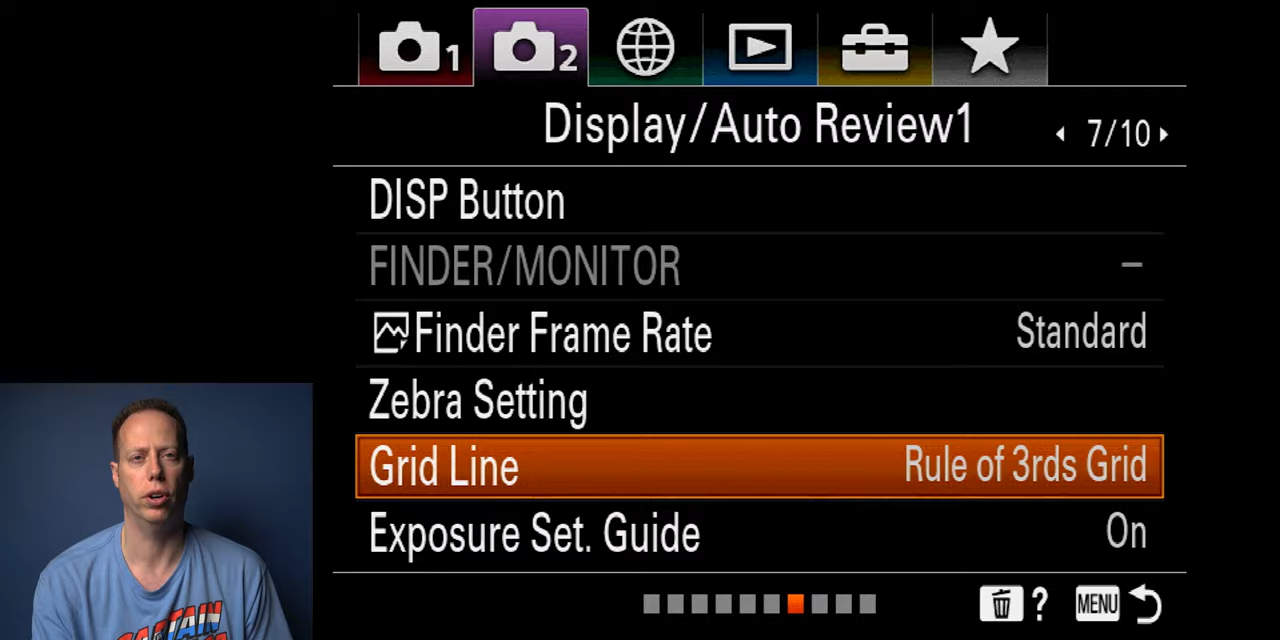 1
2
Display/Auto Review1
7/10
DISP Button
FINDER/MONITOR –
Finder Frame Rate Standard
Zebra Setting
Grid Line Rule of 3rds Grid
Exposure Set. Guide On
? MENU
CAPTAIN